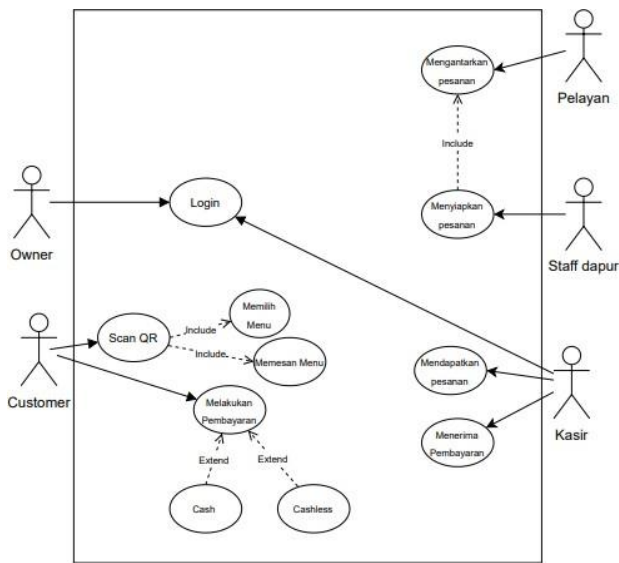 Mengantarkan
pesanan
Pelayan
Include
Menyiapkan
pesanan
Staff dapur
Owner
Login
Customer
Scan QR
Include
Memilih
Menu
Include
Memesan Menu
Melakukan
Pembayaran
Extend
Extend
Cash
Cashless
Mendapatkan
pesanan
Menerima
Pembayaran
Kasir